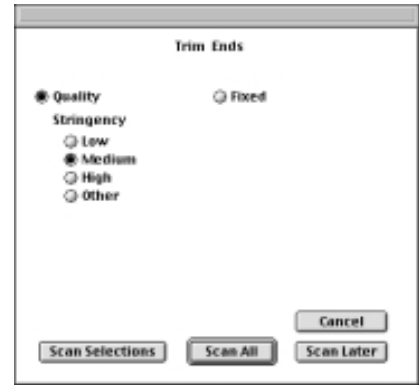 Trim Ends
Quality Fixed
Stringency
Low
Medium
High
Other
Cancel
Scan Selections Scan All Scan Later